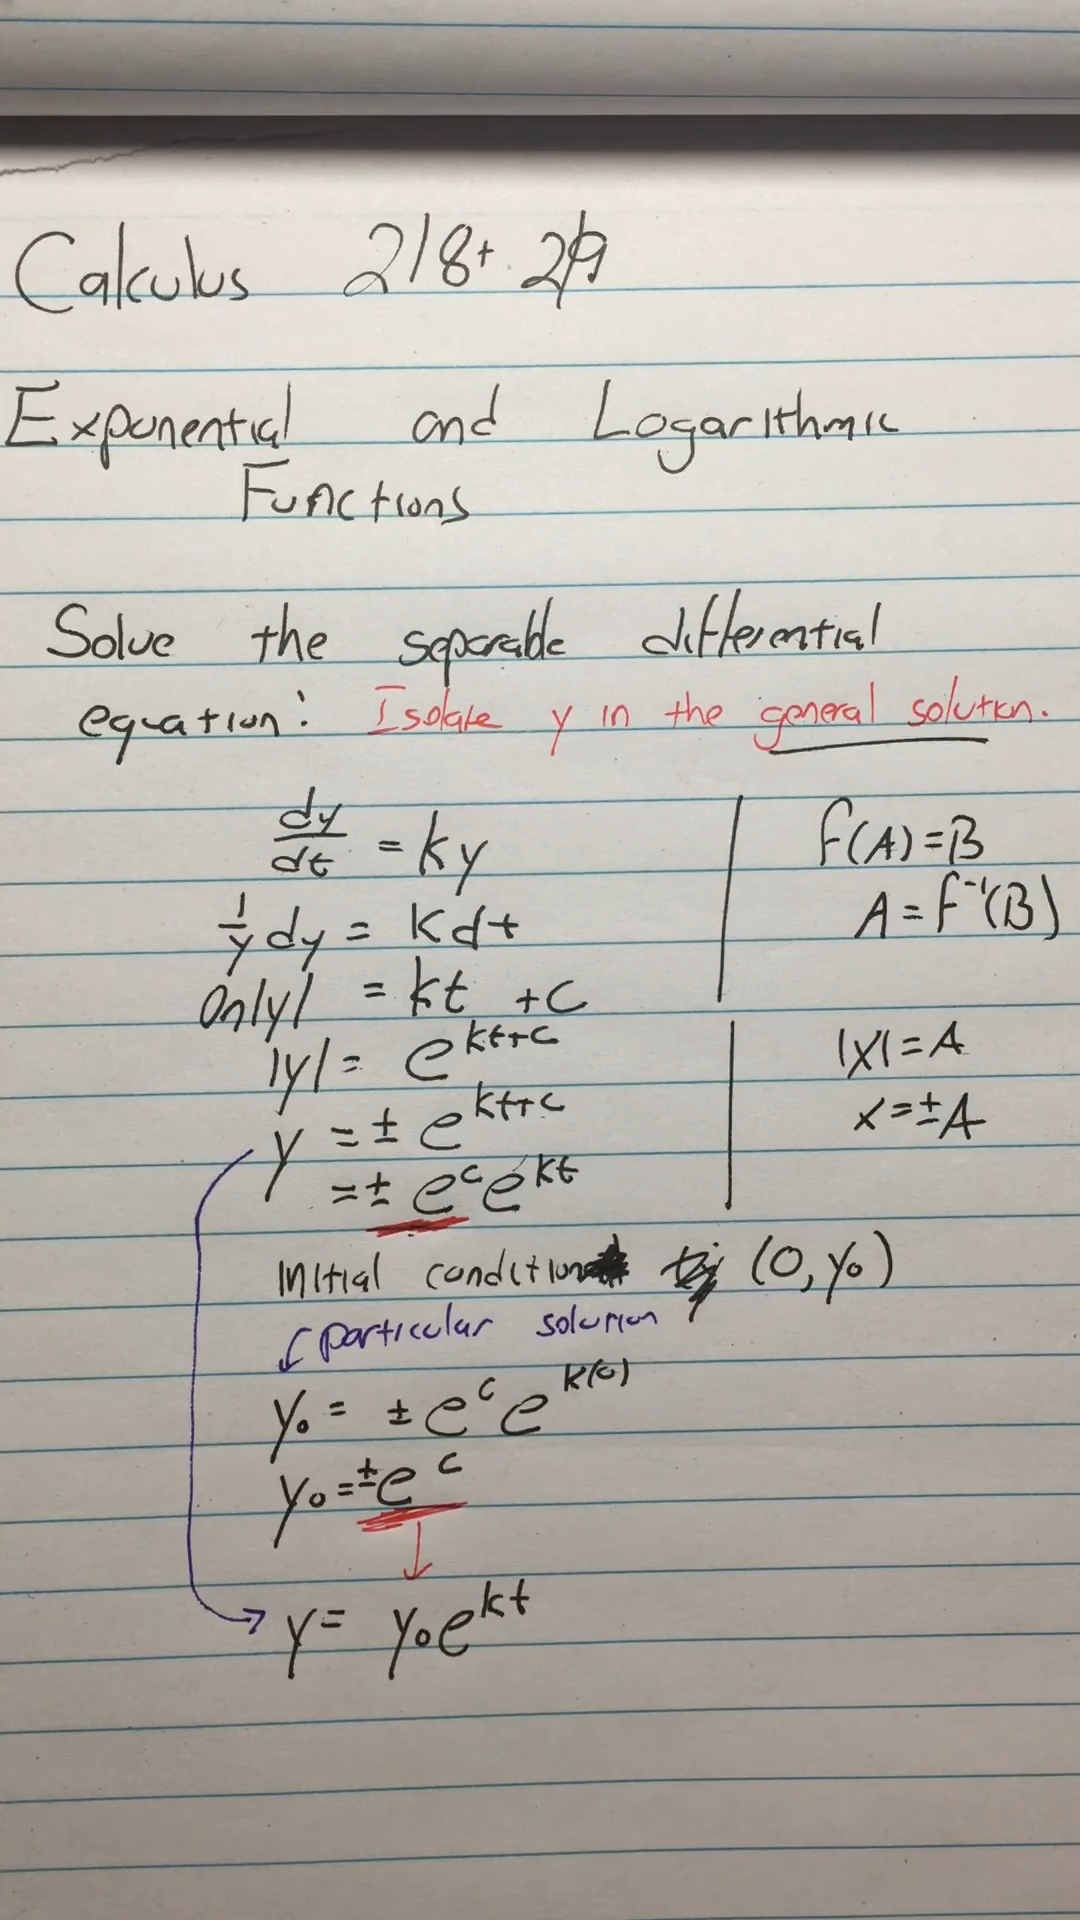 Calculus 2/8 + 2/9
Exponential and Logarithmic
Functions
Solve the separable differential
equation: Isolate y in the general solution.
dy/dt = ky
1/y dy = k dt
ln|y| = kt + C
|y| = e^(kt+c)
y = ± e^(kt+c)
= ± e^c e^(kt)
f(A) = B
A = f⁻¹(B)
|x| = A
x = ±A
Initial condition (0, y₀)
particular solution
y₀ = ± e^c e^(k(0))
y₀ = ± e^c
y = y₀e^(kt)